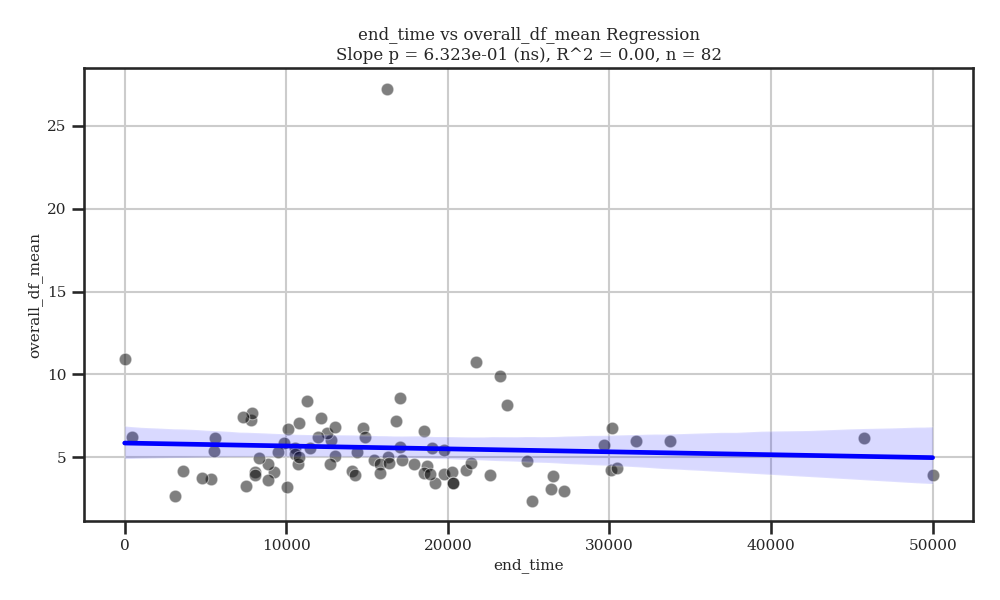 end_time vs overall_df_mean Regression
Slope p = 6.323e-01 (ns), R^2 = 0.00, n = 82
25
20
15
10
5
overall_df_mean
0
10000
20000
30000
40000
50000
end_time